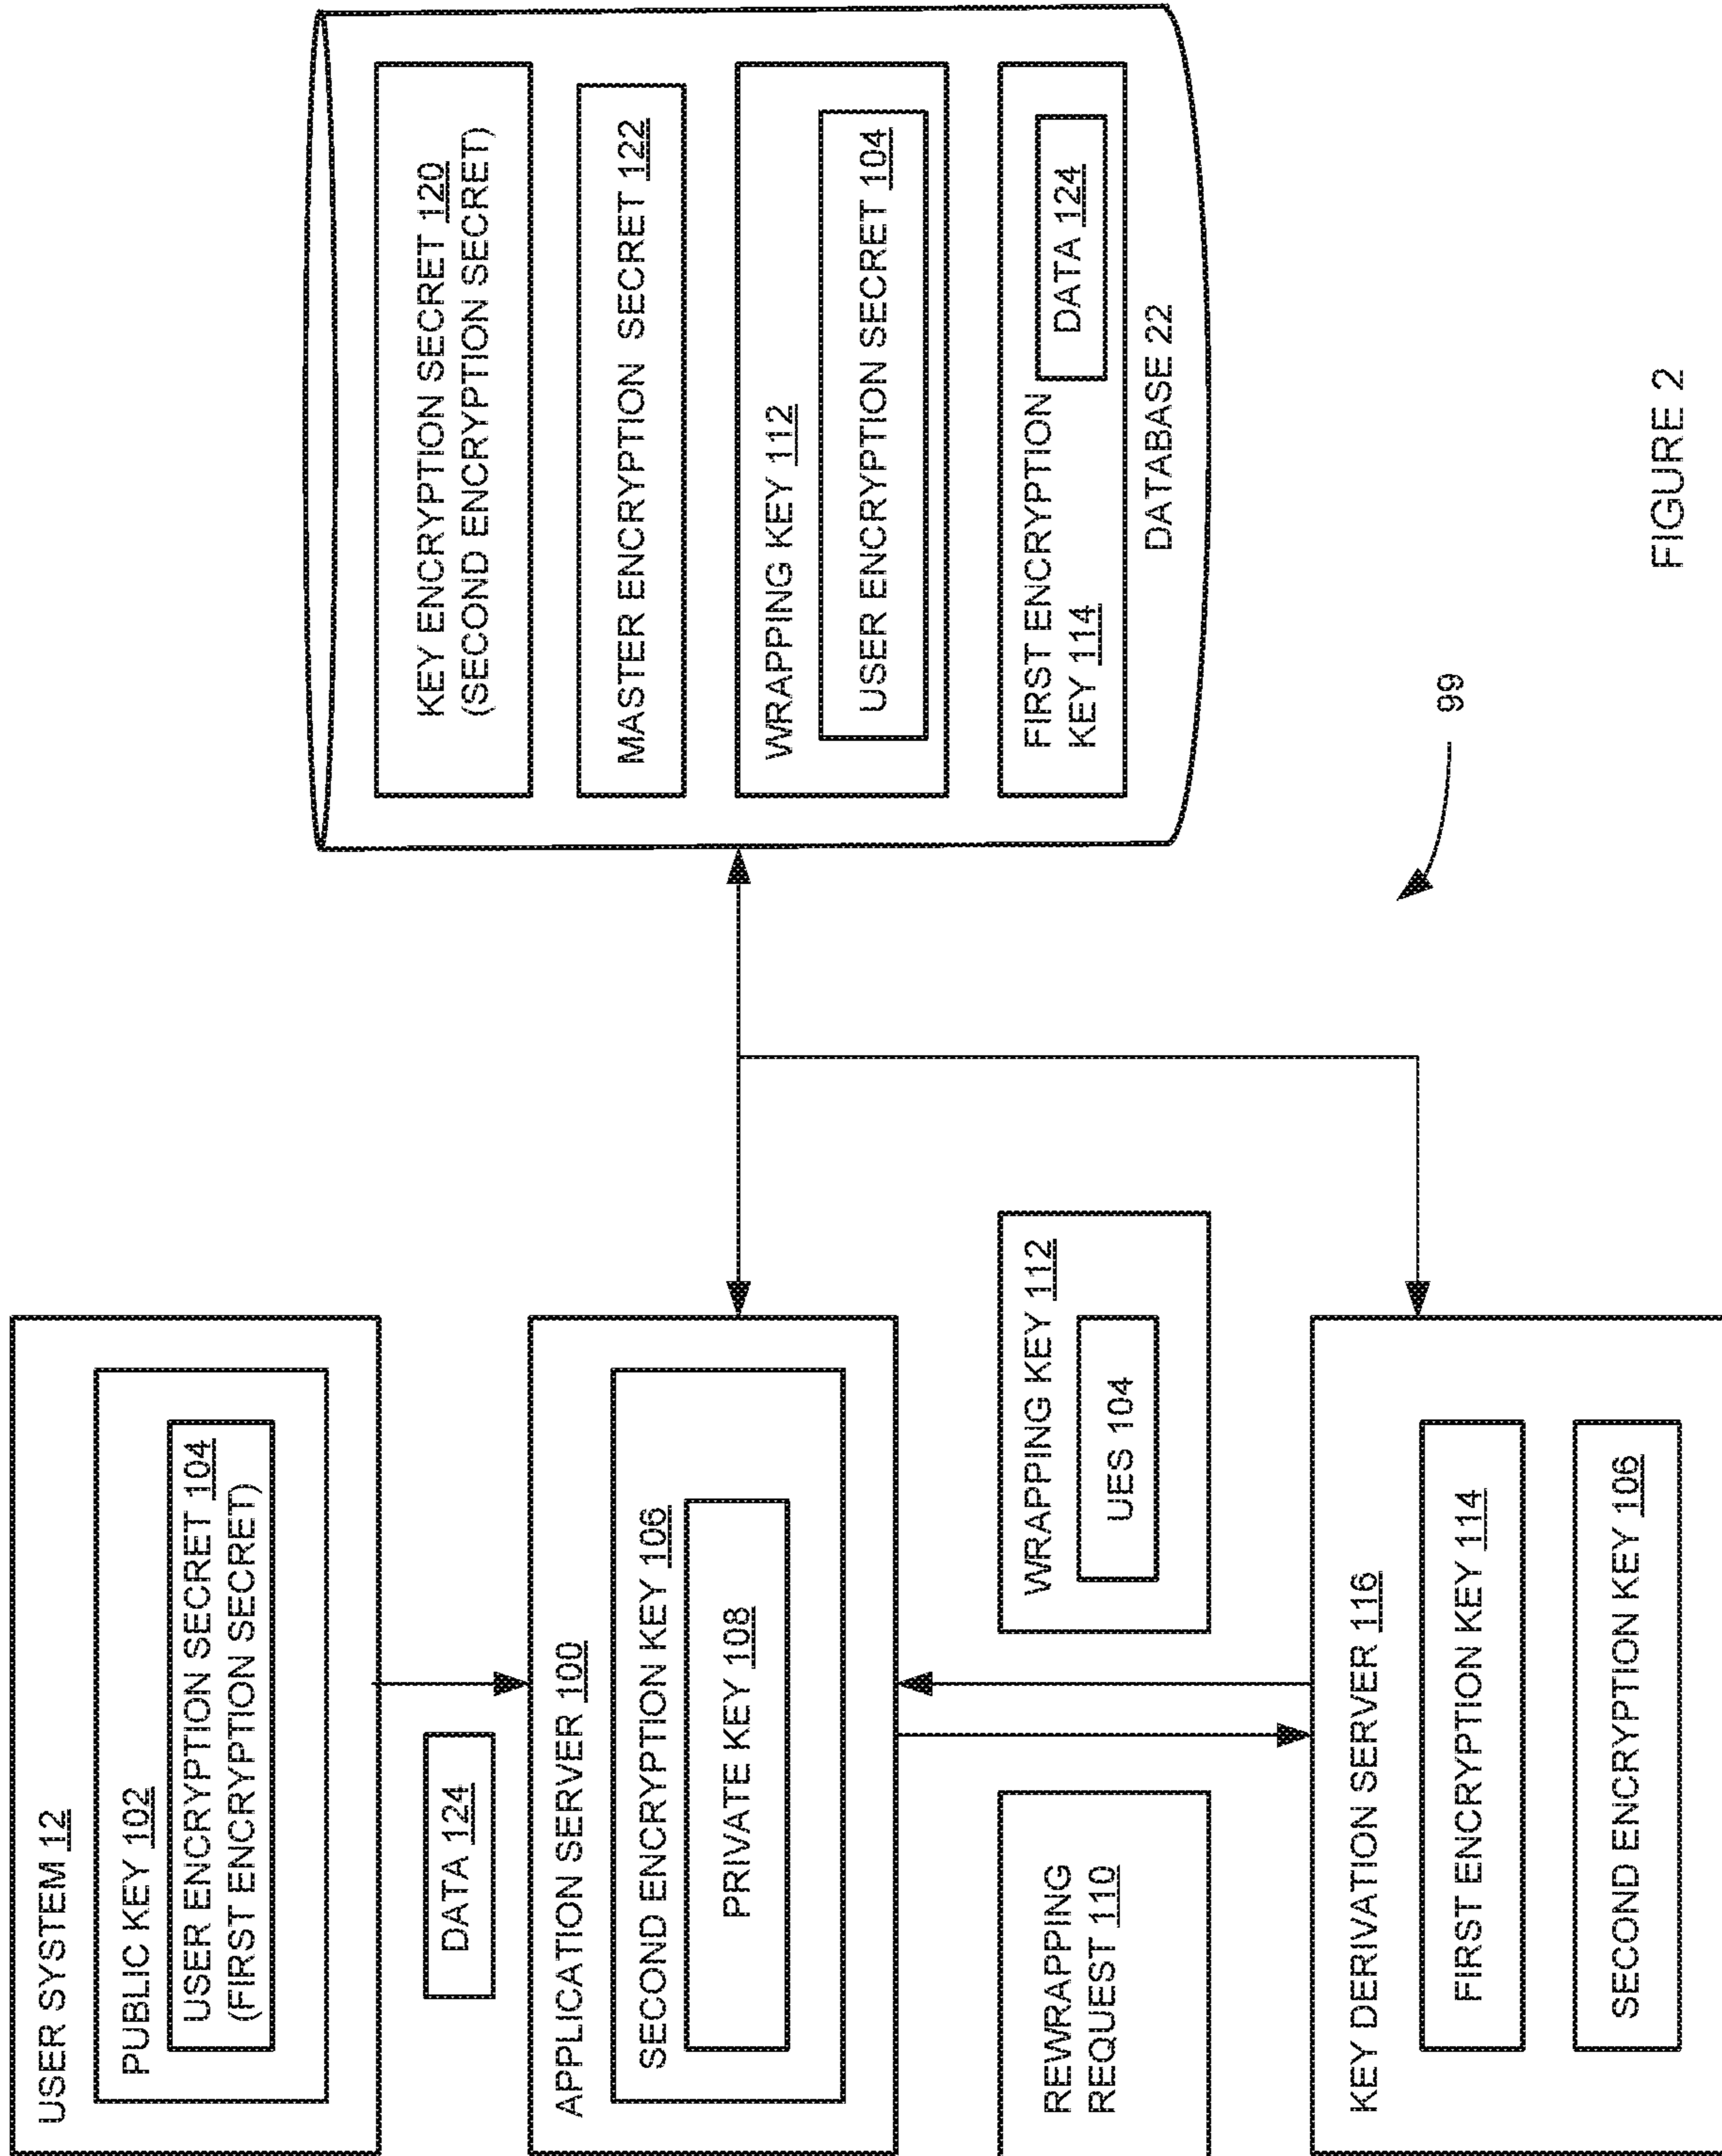 USER SYSTEM 12
PUBLIC KEY 102
USER ENCRYPTION SECRET 104
(FIRST ENCRYPTION SECRET)
DATA 124
APPLICATION SERVER 100
SECOND ENCRYPTION KEY 106
PRIVATE KEY 108
REWRAPPING
REQUEST 110
WRAPPING KEY 112
UES 104
KEY DERIVATION SERVER 116
FIRST ENCRYPTION KEY 114
SECOND ENCRYPTION KEY 106
KEY ENCRYPTION SECRET 120
(SECOND ENCRYPTION SECRET)
MASTER ENCRYPTION SECRET 122
WRAPPING KEY 112
USER ENCRYPTION SECRET 104
FIRST ENCRYPTION
KEY 114
DATA 124
DATABASE 22
99
FIGURE 2